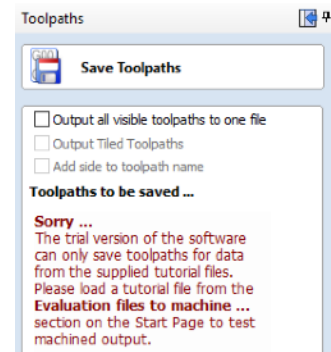 Toolpaths
Save Toolpaths
Output all visible toolpaths to one file
Output Tiled Toolpaths
Add side to toolpath name
Toolpaths to be saved ...
Sorry ...
The trial version of the software
can only save toolpaths for data
from the supplied tutorial files.
Please load a tutorial file from the
Evaluation files to machine ...
section on the Start Page to test
machined output.